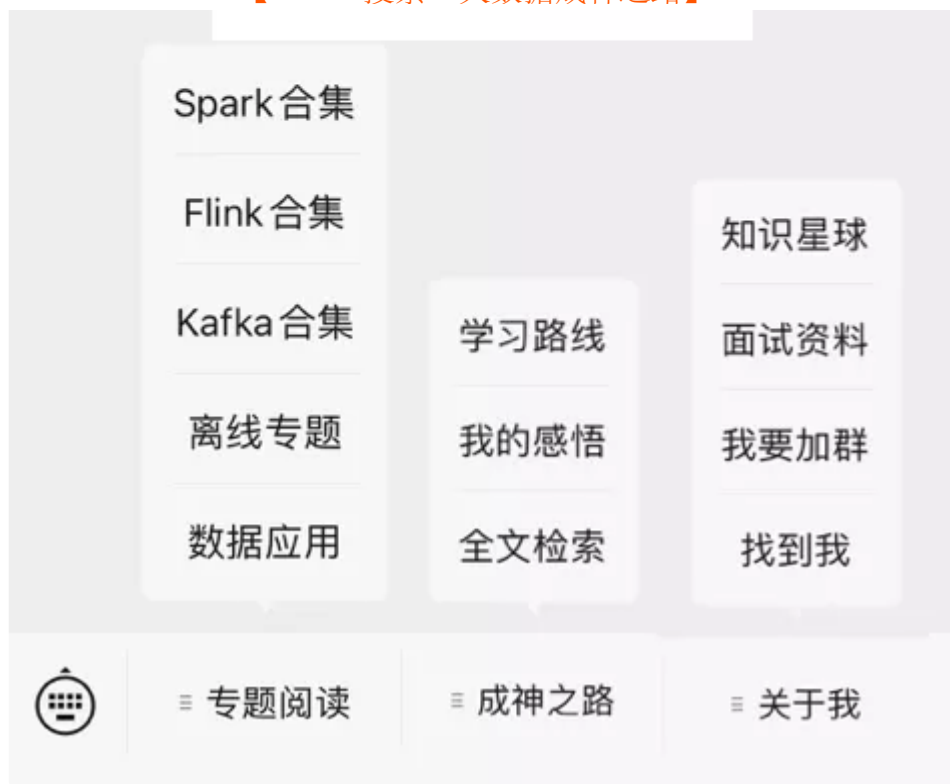 Spark合集
Flink合集
Kafka合集
离线专题
数据应用
学习路线
我的感悟
全文检索
知识星球
面试资料
我要加群
找到我
专题阅读
成神之路
关于我